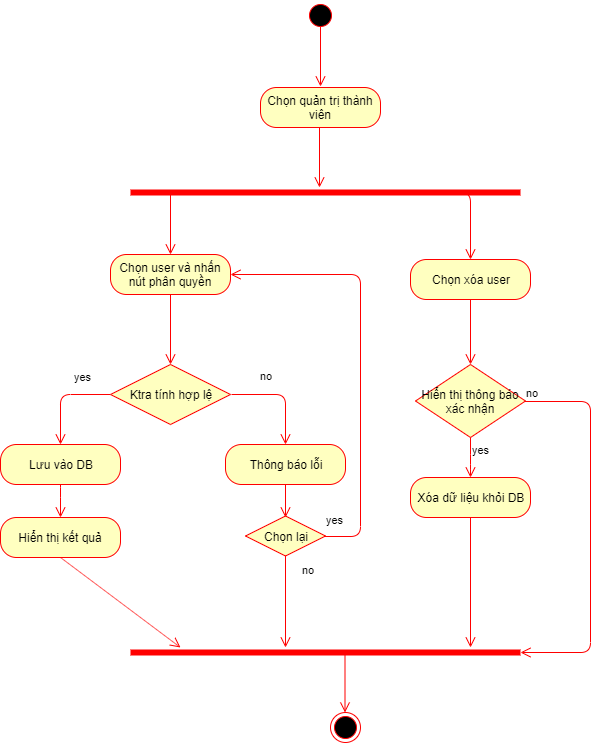 Chọn quản trị thành
viên
Chọn user và nhấn
nút phân quyền
Chọn xóa user
yes
no
Ktra tính hợp lệ
Hiển thị thông báo
xác nhận
no
yes
Lưu vào DB
Thông báo lỗi
Xóa dữ liệu khỏi DB
Hiển thị kết quả
Chọn lại
yes
no